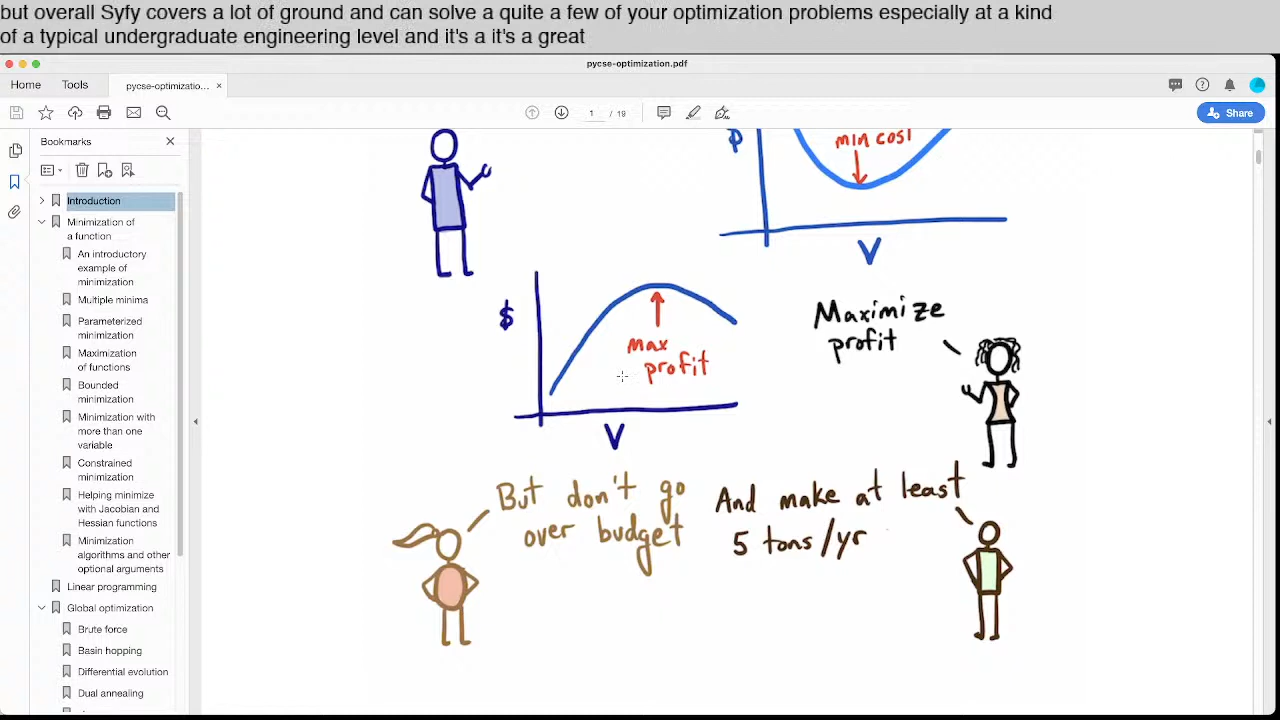 but overall Syfy covers a lot of ground and can solve a quite a few of your optimization problems especially at a kind
of a typical undergraduate engineering level and it's a it's a great
pycse-optimization.pdf
Home
Tools
pycse-optimizatio...
1 / 19
Share
Bookmarks
Introduction
Minimization of
a function
An introductory
example of
minimization
Multiple minima
Parameterized
minimization
Maximization
of functions
Bounded
minimization
Minimization with
more than one
variable
Constrained
minimization
Helping minimize
with Jacobian and
Hessian functions
Minimization
algorithms and other
optional arguments
Linear programming
Global optimization
Brute force
Basin hopping
Differential evolution
Dual annealing
min cost
V
$
max
profit
V
Maximize
profit
But don't go
over budget
And make at least
5 tons/yr